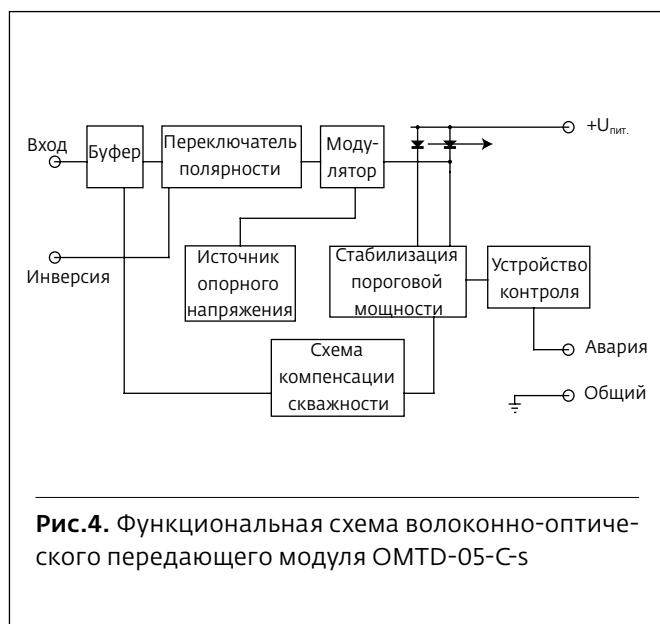 Вход
Буфер
Переключатель
полярности
Моду-
лятор
+Uпит.
Инверсия
Источник
опорного
напряжения
Стабилизация
пороговой
мощности
Устройство
контроля
Схема
компенсации
скважности
Авария
Общий
Рис.4. Функциональная схема волоконно-оптиче-
ского передающего модуля OMTD-05-C-s